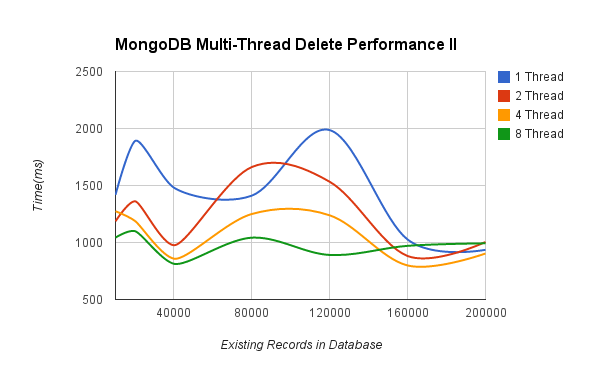 MongoDB Multi-Thread Delete Performance II
2500
2000
1500
1000
500
Time(ms)
40000 80000 120000 160000 200000
Existing Records in Database
1 Thread
2 Thread
4 Thread
8 Thread